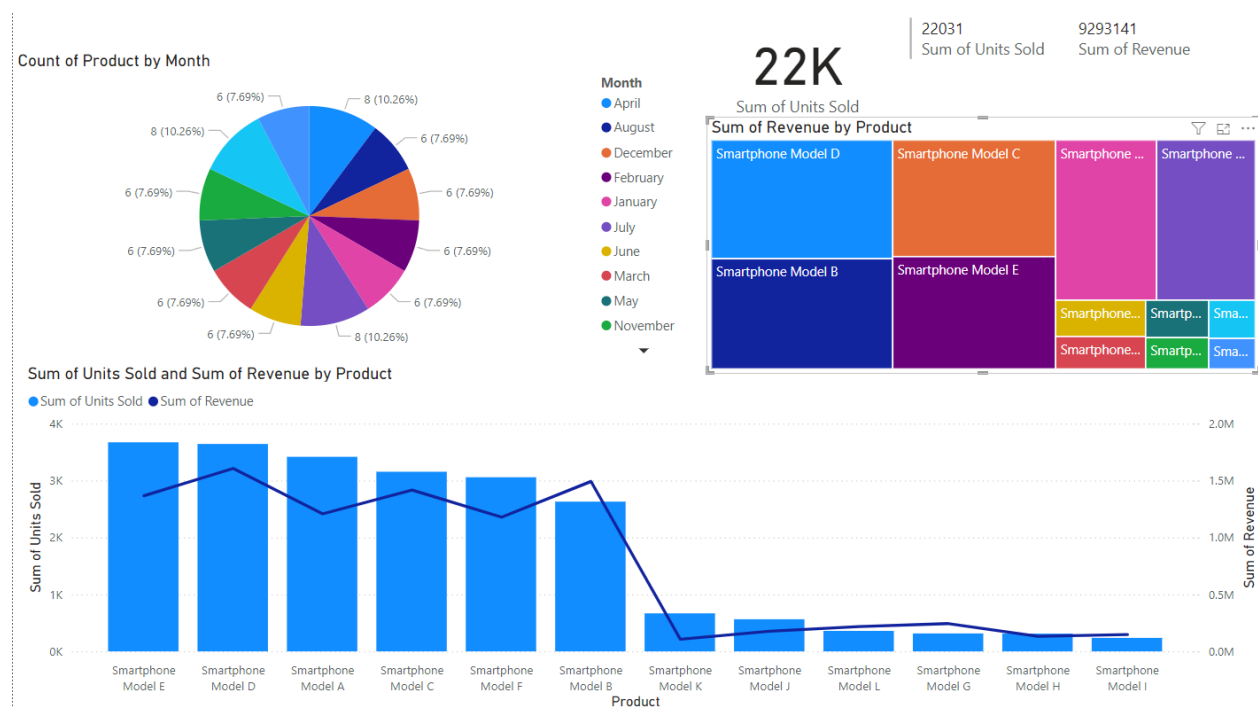 22031
9293141
Sum of Units Sold
Sum of Revenue
22K
Sum of Units Sold
Count of Product by Month
6 (7.69%)
8 (10.26%)
8 (10.26%)
6 (7.69%)
6 (7.69%)
6 (7.69%)
6 (7.69%)
6 (7.69%)
6 (7.69%)
6 (7.69%)
6 (7.69%)
8 (10.26%)
Month
April
August
December
February
January
July
June
March
May
November
Sum of Revenue by Product
Smartphone Model D
Smartphone Model C
Smartphone ...
Smartphone ...
Smartphone Model B
Smartphone Model E
Smartphone...
Smartp...
Sma...
Smartphone...
Smartp...
Sma...
Sum of Units Sold and Sum of Revenue by Product
Sum of Units Sold
Sum of Revenue
4K
3K
2K
1K
0K
Sum of Units Sold
2.0M
1.5M
1.0M
0.5M
0.0M
Sum of Revenue
Smartphone
Model E
Smartphone
Model D
Smartphone
Model A
Smartphone
Model C
Smartphone
Model F
Smartphone
Model B
Smartphone
Model K
Smartphone
Model J
Smartphone
Model L
Smartphone
Model G
Smartphone
Model H
Smartphone
Model I
Product